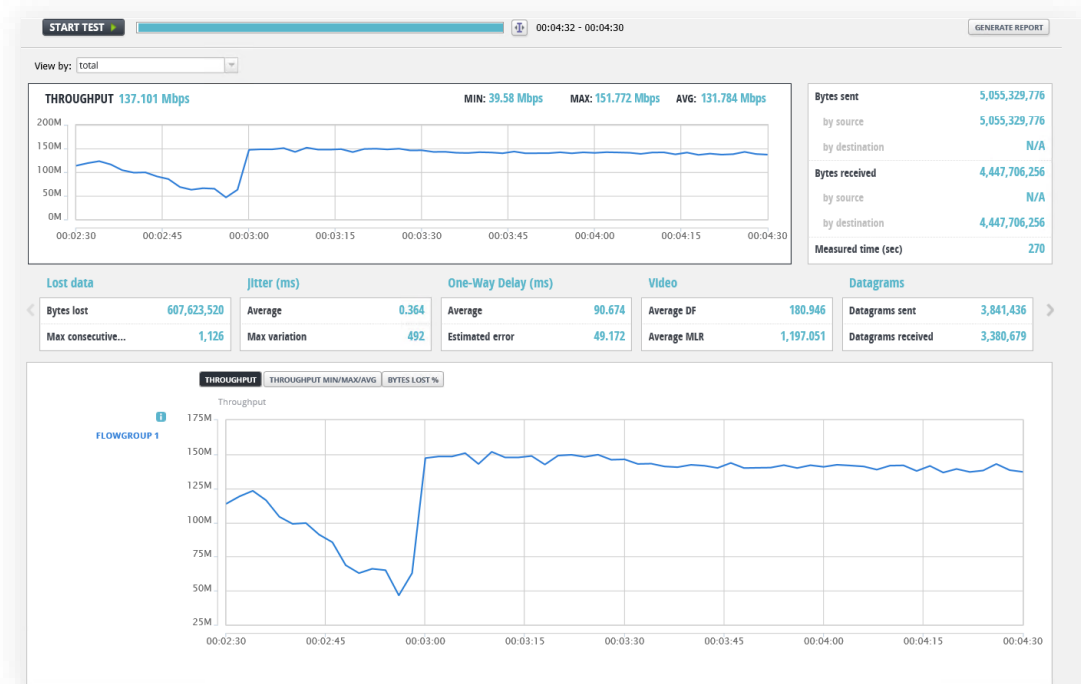 START TEST
00:04:32 - 00:04:30
GENERATE REPORT
View by: total
THROUGHPUT 137.101 Mbps MIN: 39.58 Mbps MAX: 151.772 Mbps AVG: 131.784 Mbps
200M
150M
100M
50M
0M
00:02:30 00:02:45 00:03:00 00:03:15 00:03:30 00:03:45 00:04:00 00:04:15 00:04:30
Bytes sent 5,055,329,776
by source 5,055,329,776
by destination N/A
Bytes received 4,447,706,256
by source N/A
by destination 4,447,706,256
Measured time (sec) 270
Lost data
Bytes lost 607,623,520
Max consecutive... 1,126
Jitter (ms)
Average 0.364
Max variation 492
One-Way Delay (ms)
Average 90.674
Estimated error 49.172
Video
Average DF 180.946
Average MLR 1,197.051
Datagrams
Datagrams sent 3,841,436
Datagrams received 3,380,679
THROUGHPUT THROUGHPUT MIN/MAX/AVG BYTES LOST %
Throughput
i
FLOWGROUP 1
175M
150M
125M
100M
75M
50M
25M
00:02:30 00:02:45 00:03:00 00:03:15 00:03:30 00:03:45 00:04:00 00:04:15 00:04:30